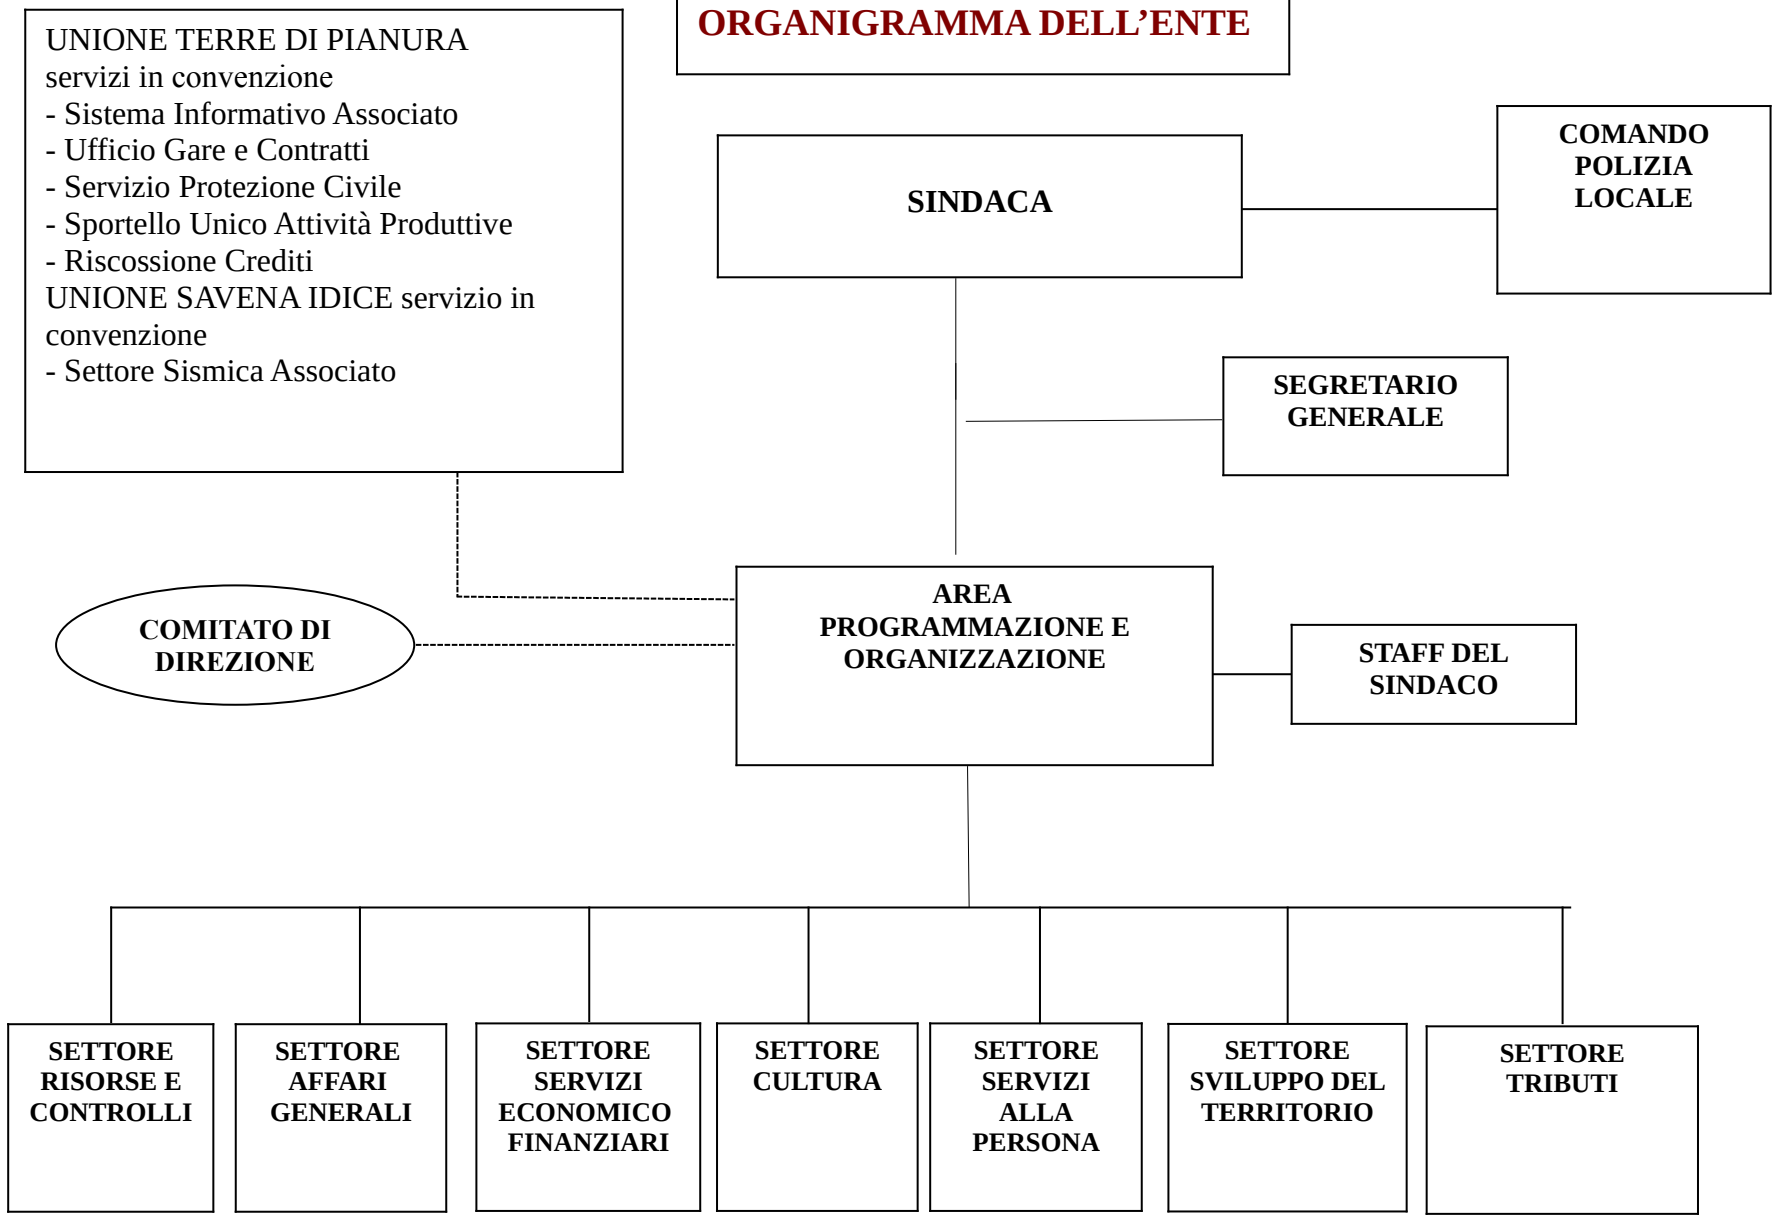 ORGANIGRAMMA DELL’ENTE
UNIONE TERRE DI PIANURA
servizi in convenzione
- Sistema Informativo Associato
- Ufficio Gare e Contratti
- Servizio Protezione Civile
- Sportello Unico Attività Produttive
- Riscossione Crediti
UNIONE SAVENA IDICE servizio in
convenzione
- Settore Sismica Associato
SINDACA
COMANDO
POLIZIA
LOCALE
SEGRETARIO
GENERALE
COMITATO DI
DIREZIONE
AREA
PROGRAMMAZIONE E
ORGANIZZAZIONE
STAFF DEL
SINDACO
SETTORE
RISORSE E
CONTROLLI
SETTORE
AFFARI
GENERALI
SETTORE
SERVIZI
ECONOMICO
FINANZIARI
SETTORE
CULTURA
SETTORE
SERVIZI
ALLA
PERSONA
SETTORE
SVILUPPO DEL
TERRITORIO
SETTORE
TRIBUTI